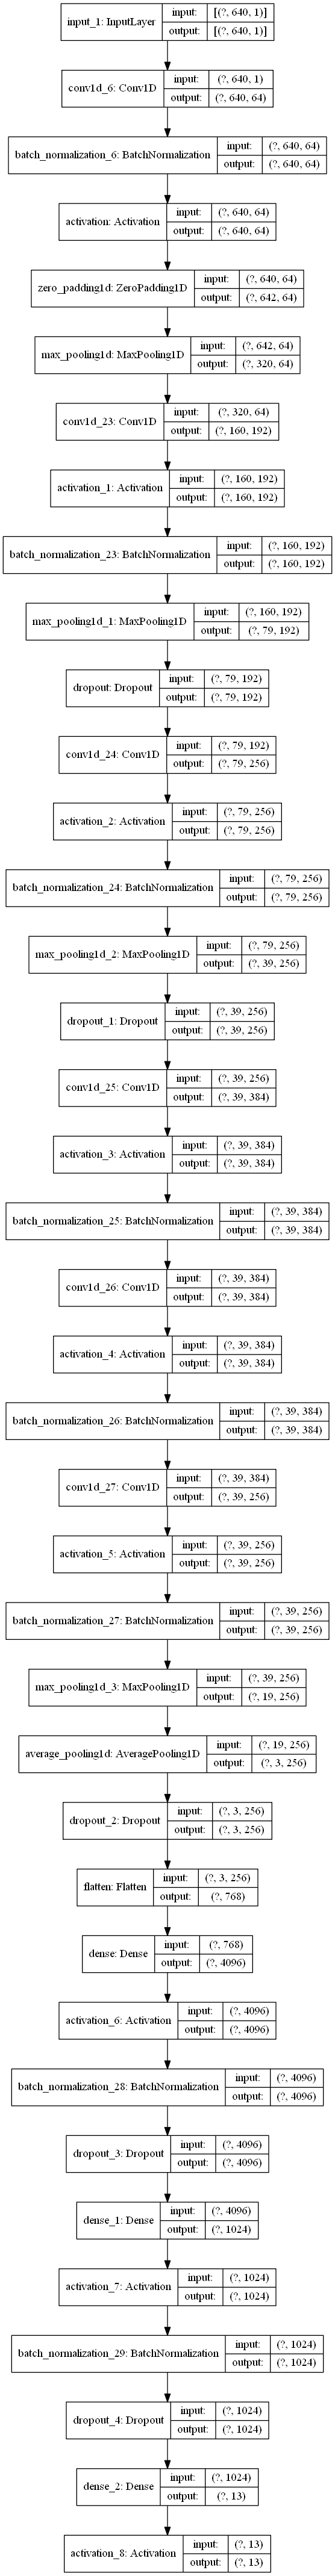 input_1: InputLayer
input: [(?, 640, 1)]
output: [(?, 640, 1)]
conv1d_6: Conv1D
input: (?, 640, 1)
output: (?, 640, 64)
batch_normalization_6: BatchNormalization
input: (?, 640, 64)
output: (?, 640, 64)
activation: Activation
input: (?, 640, 64)
output: (?, 640, 64)
zero_padding1d: ZeroPadding1D
input: (?, 640, 64)
output: (?, 642, 64)
max_pooling1d: MaxPooling1D
input: (?, 642, 64)
output: (?, 320, 64)
conv1d_23: Conv1D
input: (?, 320, 64)
output: (?, 160, 192)
activation_1: Activation
input: (?, 160, 192)
output: (?, 160, 192)
batch_normalization_23: BatchNormalization
input: (?, 160, 192)
output: (?, 160, 192)
max_pooling1d_1: MaxPooling1D
input: (?, 160, 192)
output: (?, 79, 192)
dropout: Dropout
input: (?, 79, 192)
output: (?, 79, 192)
conv1d_24: Conv1D
input: (?, 79, 192)
output: (?, 79, 256)
activation_2: Activation
input: (?, 79, 256)
output: (?, 79, 256)
batch_normalization_24: BatchNormalization
input: (?, 79, 256)
output: (?, 79, 256)
max_pooling1d_2: MaxPooling1D
input: (?, 79, 256)
output: (?, 39, 256)
dropout_1: Dropout
input: (?, 39, 256)
output: (?, 39, 256)
conv1d_25: Conv1D
input: (?, 39, 256)
output: (?, 39, 384)
activation_3: Activation
input: (?, 39, 384)
output: (?, 39, 384)
batch_normalization_25: BatchNormalization
input: (?, 39, 384)
output: (?, 39, 384)
conv1d_26: Conv1D
input: (?, 39, 384)
output: (?, 39, 384)
activation_4: Activation
input: (?, 39, 384)
output: (?, 39, 384)
batch_normalization_26: BatchNormalization
input: (?, 39, 384)
output: (?, 39, 384)
conv1d_27: Conv1D
input: (?, 39, 384)
output: (?, 39, 256)
activation_5: Activation
input: (?, 39, 256)
output: (?, 39, 256)
batch_normalization_27: BatchNormalization
input: (?, 39, 256)
output: (?, 39, 256)
max_pooling1d_3: MaxPooling1D
input: (?, 39, 256)
output: (?, 19, 256)
average_pooling1d: AveragePooling1D
input: (?, 19, 256)
output: (?, 3, 256)
dropout_2: Dropout
input: (?, 3, 256)
output: (?, 3, 256)
flatten: Flatten
input: (?, 3, 256)
output: (?, 768)
dense: Dense
input: (?, 768)
output: (?, 4096)
activation_6: Activation
input: (?, 4096)
output: (?, 4096)
batch_normalization_28: BatchNormalization
input: (?, 4096)
output: (?, 4096)
dropout_3: Dropout
input: (?, 4096)
output: (?, 4096)
dense_1: Dense
input: (?, 4096)
output: (?, 1024)
activation_7: Activation
input: (?, 1024)
output: (?, 1024)
batch_normalization_29: BatchNormalization
input: (?, 1024)
output: (?, 1024)
dropout_4: Dropout
input: (?, 1024)
output: (?, 1024)
dense_2: Dense
input: (?, 1024)
output: (?, 13)
activation_8: Activation
input: (?, 13)
output: (?, 13)